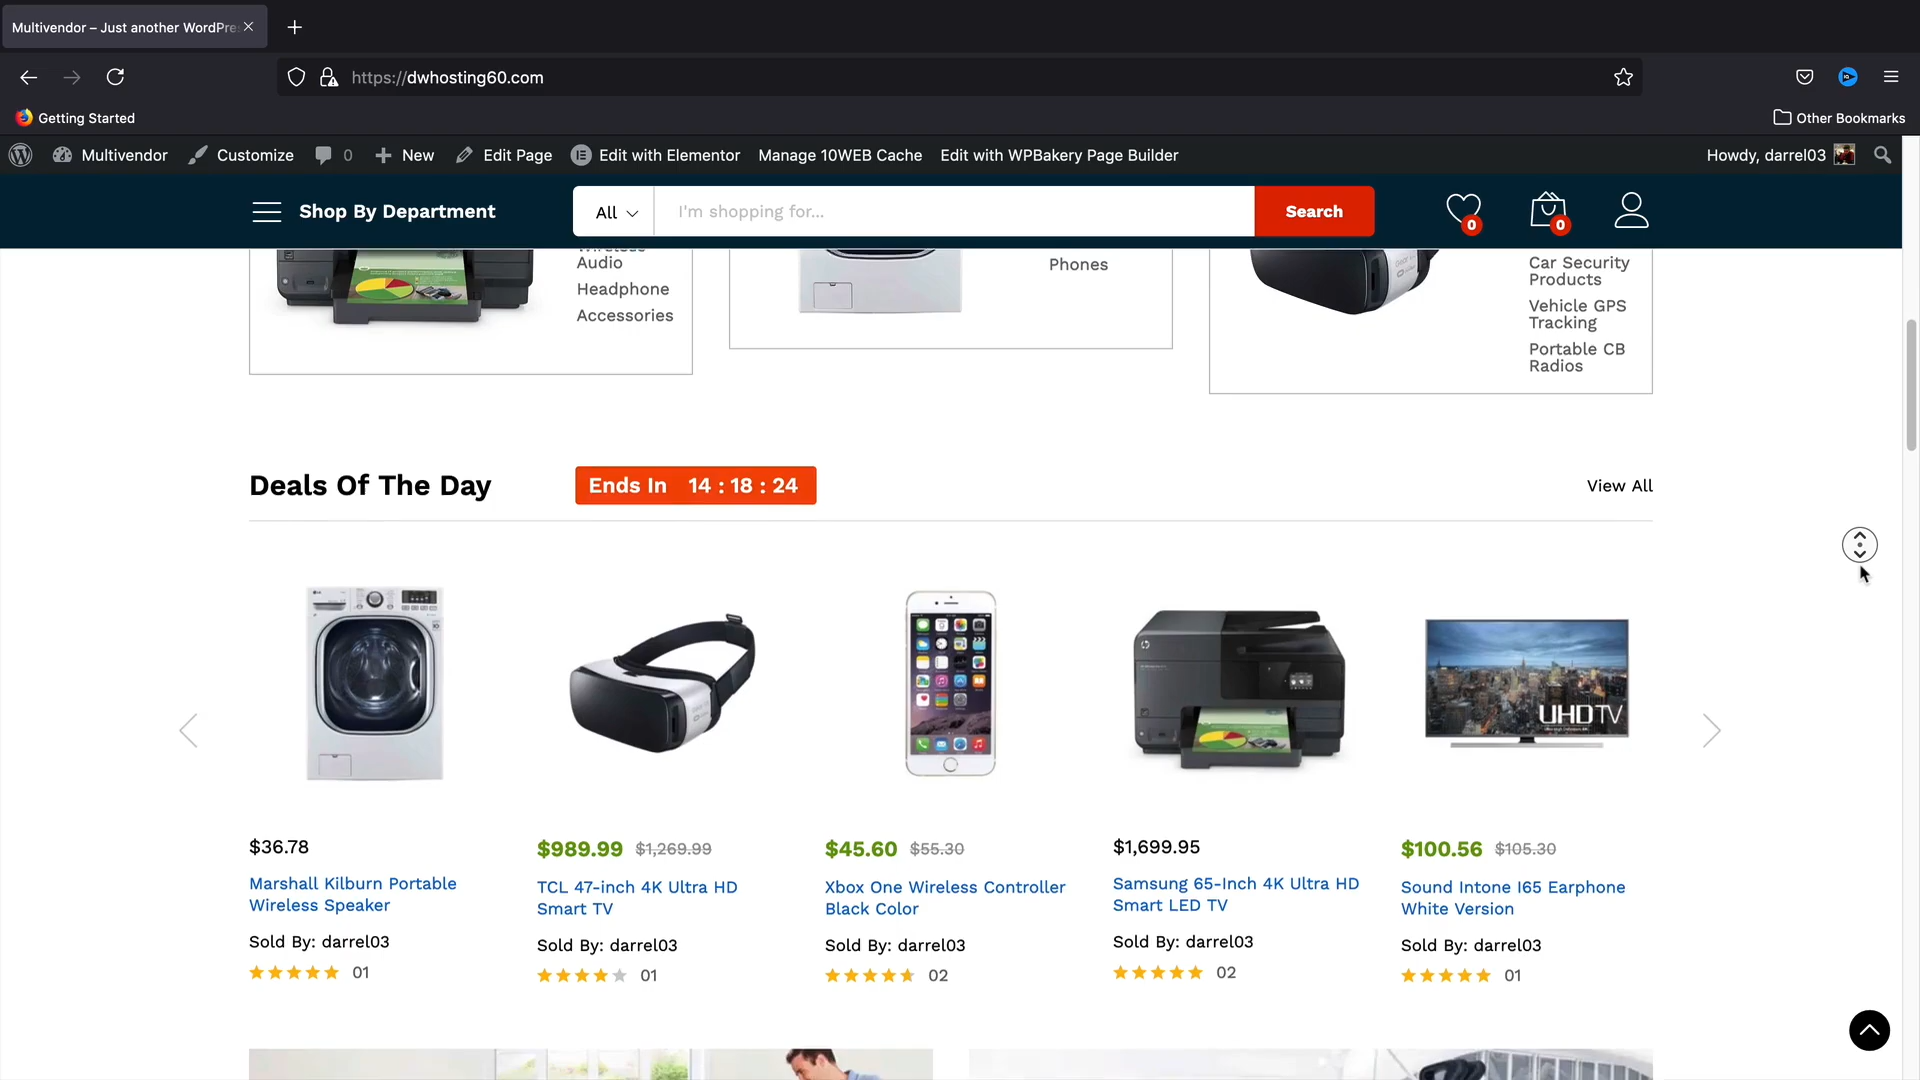 Multivendor – Just another WordPre
https://dwhosting60.com
Getting Started
Other Bookmarks
Multivendor
Customize
0
New
Edit Page
Edit with Elementor
Manage 10WEB Cache
Edit with WPBakery Page Builder
Howdy, darrel03
Shop By Department
All
I'm shopping for...
Search
0
0
Wireless
Audio
Headphone
Accessories
Phones
Car Security
Products
Vehicle GPS
Tracking
Portable CB
Radios
Deals Of The Day
Ends In 14 : 18 : 24
View All
UHDTV
$36.78
Marshall Kilburn Portable
Wireless Speaker
Sold By: darrel03
01
$989.99 $1,269.99
TCL 47-inch 4K Ultra HD
Smart TV
Sold By: darrel03
01
$45.60 $55.30
Xbox One Wireless Controller
Black Color
Sold By: darrel03
02
$1,699.95
Samsung 65-Inch 4K Ultra HD
Smart LED TV
Sold By: darrel03
02
$100.56 $105.30
Sound Intone I65 Earphone
White Version
Sold By: darrel03
01